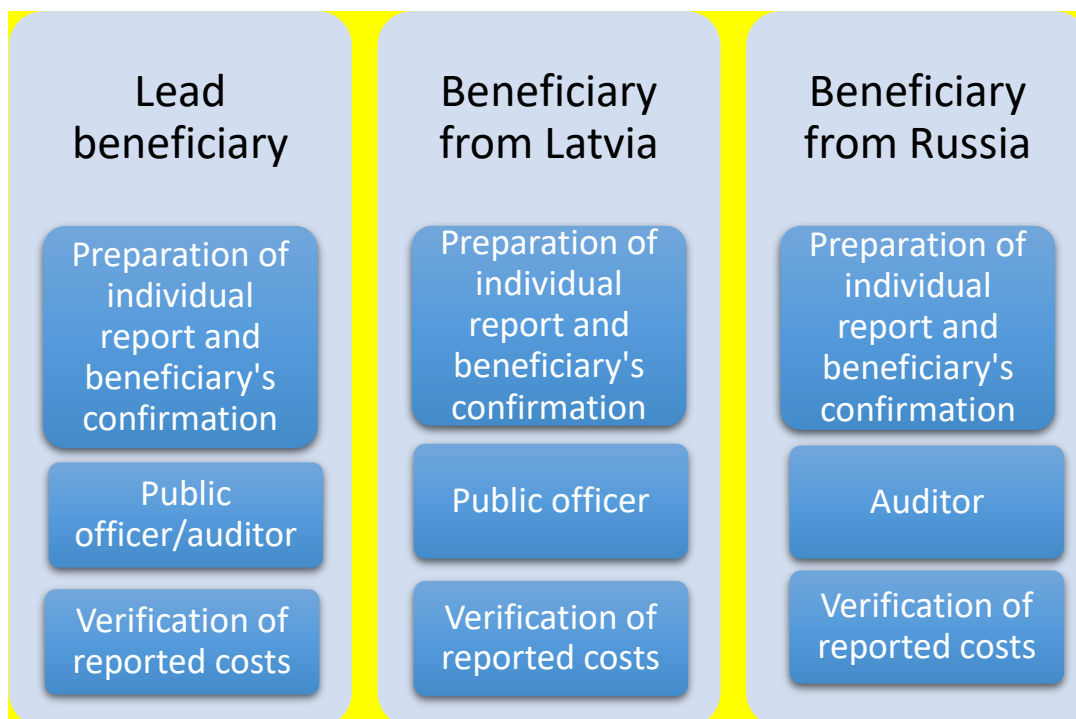 Lead
beneficiary
Preparation of
individual
report and
beneficiary's
confirmation
Public
officer/auditor
Verification of
reported costs
Beneficiary
from Latvia
Preparation of
individual
report and
beneficiary's
confirmation
Public officer
Verification of
reported costs
Beneficiary
from Russia
Preparation of
individual
report and
beneficiary's
confirmation
Auditor
Verification of
reported costs